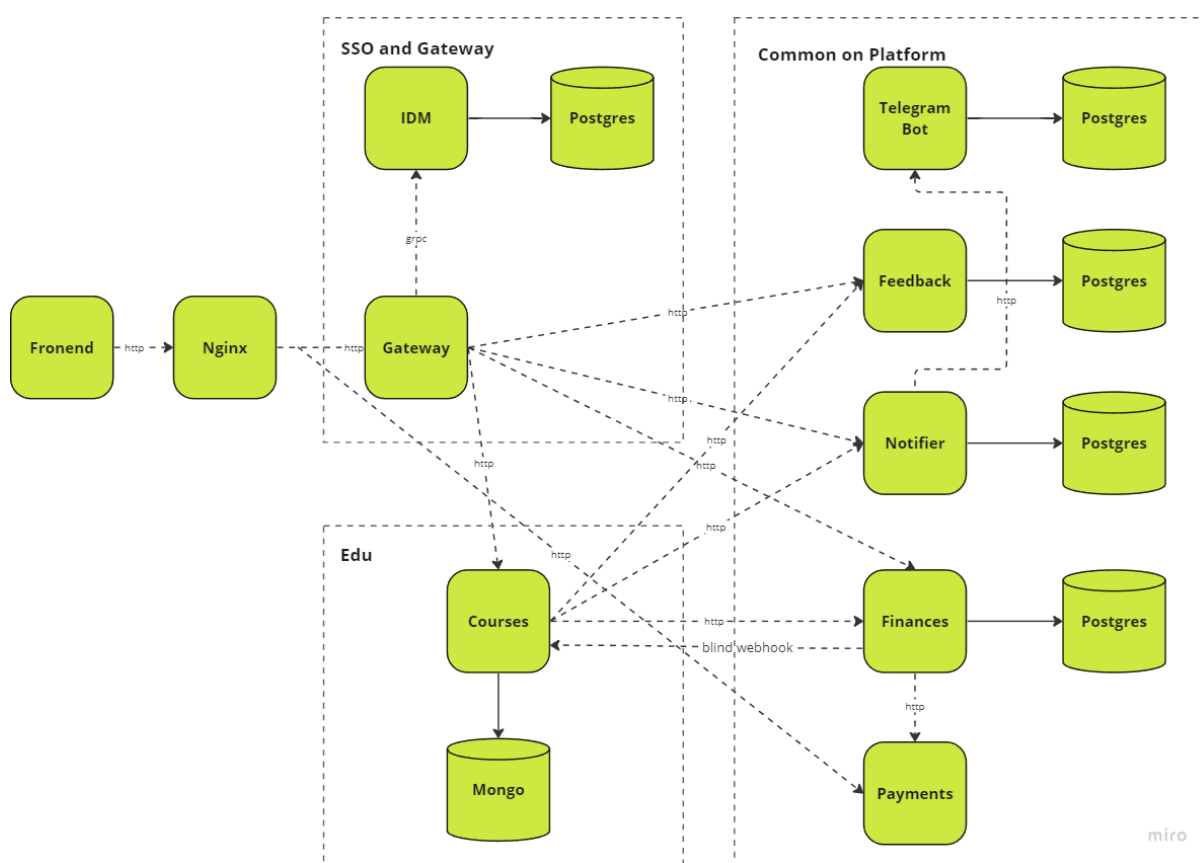 SSO and Gateway
Common on Platform
IDM
Postgres
Telegram
Bot
Postgres
grpc
Feedback
Postgres
http
http
Fronend
http
Nginx
http
Gateway
http
Notifier
Postgres
http
http
http
http
http
Edu
Courses
http
Finances
Postgres
blind webhook
http
Mongo
Payments
miro